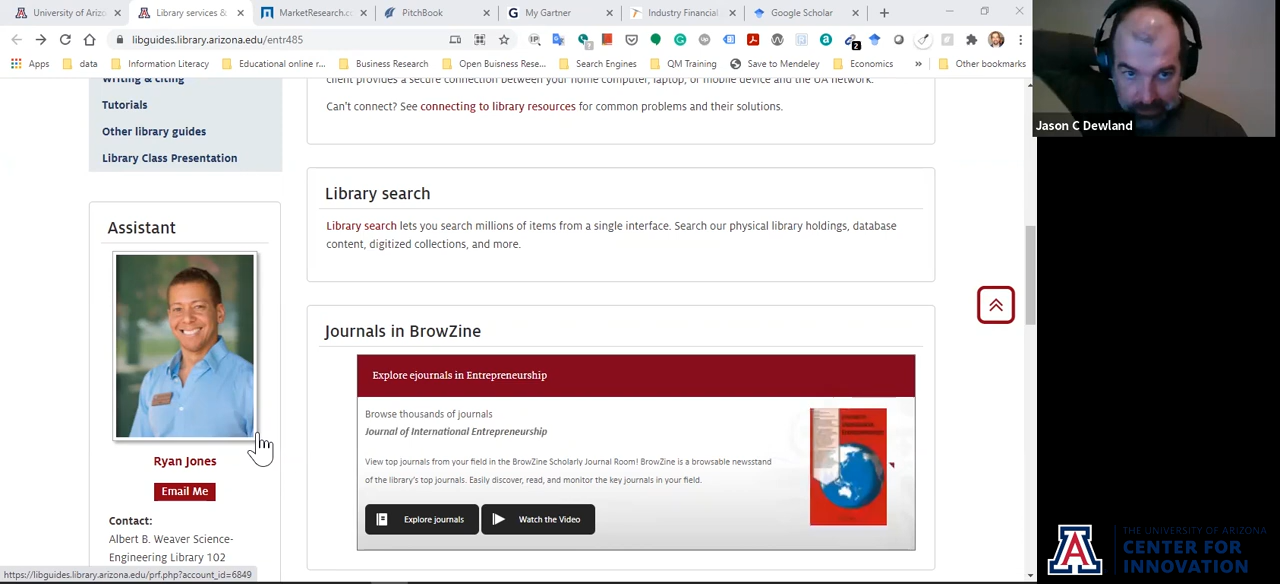 University of Arizo
Library services &
MarketResearch.co
PitchBook
My Gartner
Industry Financial
Google Scholar
libguides.library.arizona.edu/entr485
Apps
data
Information Literacy
Educational online r...
Business Research
Open Buisness Rese...
Search Engines
QM Training
Save to Mendeley
Economics
»
Other bookmarks
Writing & citing
Tutorials
Other library guides
Library Class Presentation
Assistant
Ryan Jones
Email Me
Contact:
Albert B. Weaver Science-
Engineering Library 102
client provides a secure connection between your home computer, laptop, or mobile device and the UA network.
Can't connect? See connecting to library resources for common problems and their solutions.
Library search
Library search lets you search millions of items from a single interface. Search our physical library holdings, database
content, digitized collections, and more.
Journals in BrowZine
Explore ejournals in Entrepreneurship
Browse thousands of journals
Journal of International Entrepreneurship
View top journals from your field in the BrowZine Scholarly Journal Room! BrowZine is a browsable newsstand
of the library's top journals. Easily discover, read, and monitor the key journals in your field.
Explore journals
Watch the Video
https://libguides.library.arizona.edu/prf.php?account_id=6849
Jason C Dewland
A
THE UNIVERSITY OF ARIZONA
CENTER FOR
INNOVATION